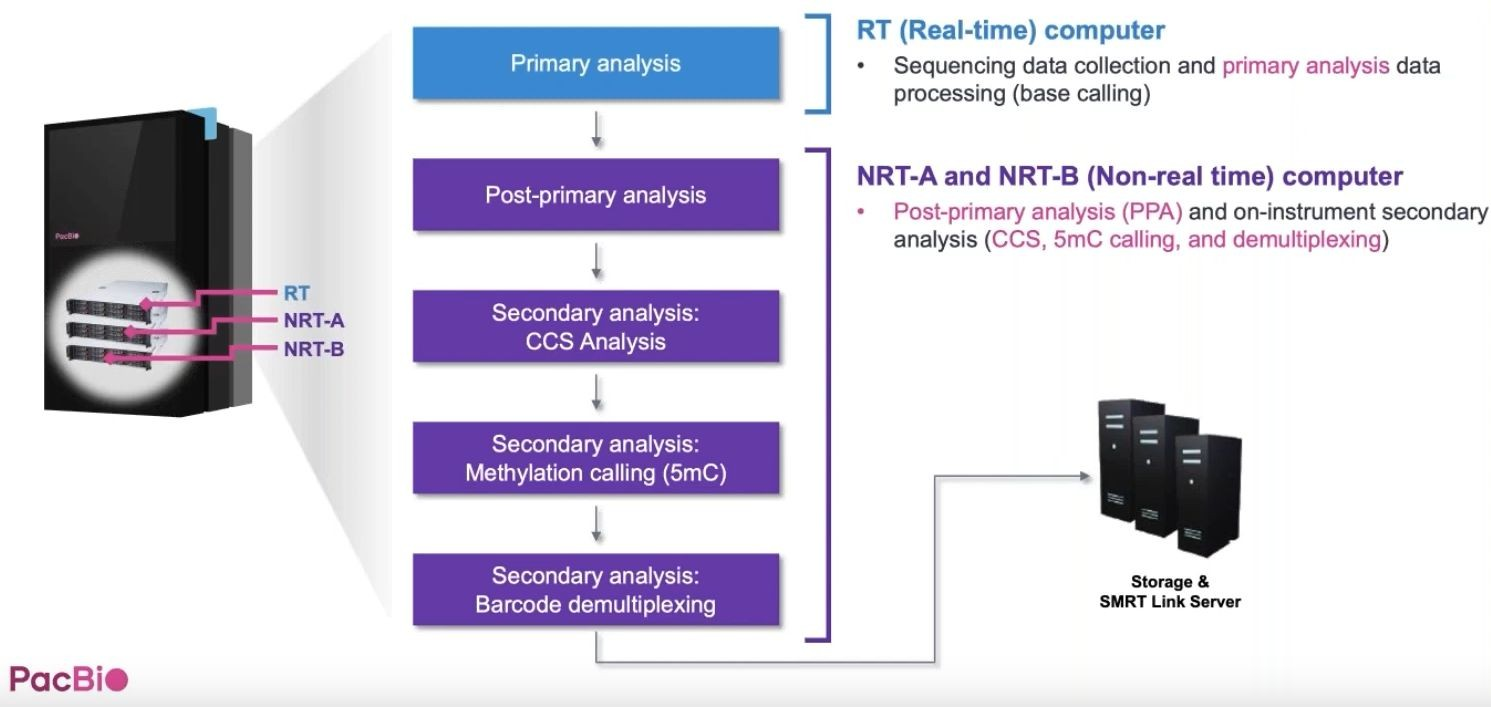 Primary analysis
RT (Real-time) computer
• Sequencing data collection and primary analysis data
processing (base calling)
Post-primary analysis
NRT-A and NRT-B (Non-real time) computer
• Post-primary analysis (PPA) and on-instrument secondary
analysis (CCS, 5mC calling, and demultiplexing)
PacBio
RT
NRT-A
NRT-B
Secondary analysis:
CCS Analysis
Secondary analysis:
Methylation calling (5mC)
Secondary analysis:
Barcode demultiplexing
Storage &
SMRT Link Server
PacBio